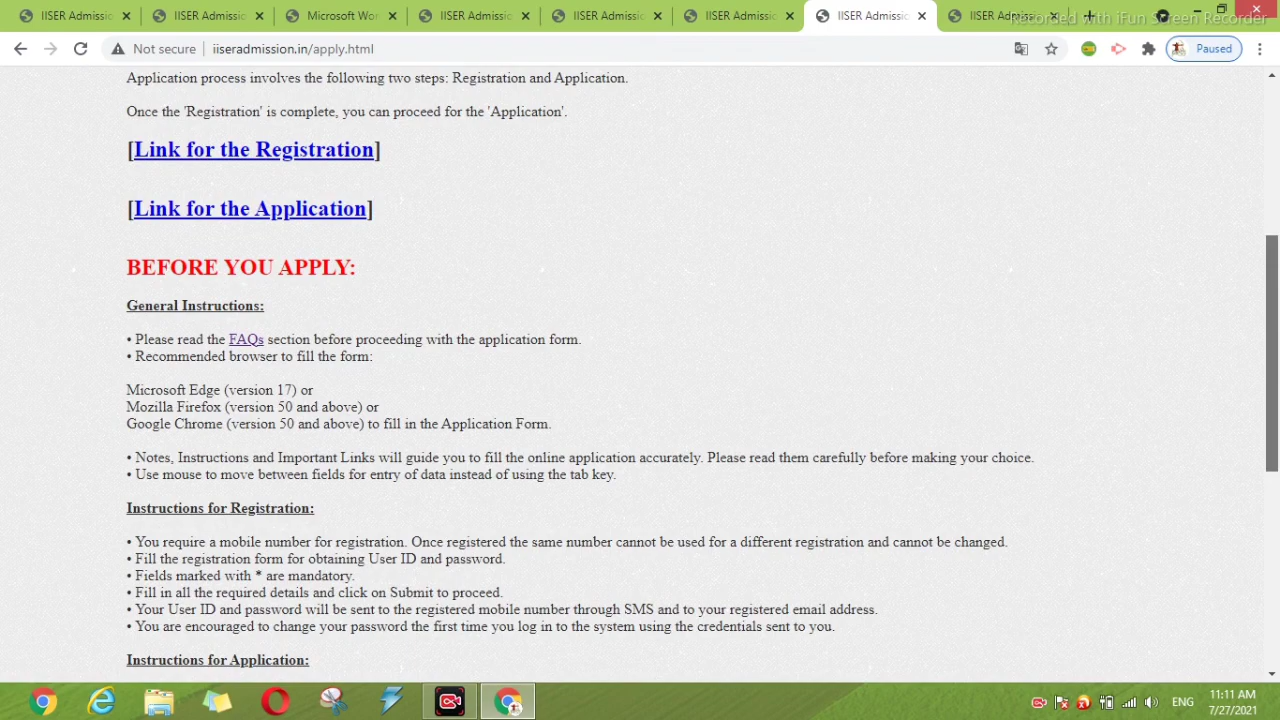 IISER Admissio
IISER Admissio
Microsoft Wor
IISER Admissio
IISER Admissio
IISER Admissio
IISER Admissio
IISER Admissio
Recorded with iFun Screen Recorder
Not secure
iiseradmission.in/apply.html
Paused
Application process involves the following two steps: Registration and Application.
Once the 'Registration' is complete, you can proceed for the 'Application'.
[Link for the Registration]
[Link for the Application]
BEFORE YOU APPLY:
General Instructions:
• Please read the FAQs section before proceeding with the application form.
• Recommended browser to fill the form:
Microsoft Edge (version 17) or
Mozilla Firefox (version 50 and above) or
Google Chrome (version 50 and above) to fill in the Application Form.
• Notes, Instructions and Important Links will guide you to fill the online application accurately. Please read them carefully before making your choice.
• Use mouse to move between fields for entry of data instead of using the tab key.
Instructions for Registration:
• You require a mobile number for registration. Once registered the same number cannot be used for a different registration and cannot be changed.
• Fill the registration form for obtaining User ID and password.
• Fields marked with * are mandatory.
• Fill in all the required details and click on Submit to proceed.
• Your User ID and password will be sent to the registered mobile number through SMS and to your registered email address.
• You are encouraged to change your password the first time you log in to the system using the credentials sent to you.
Instructions for Application:
ENG
11:11 AM
7/27/2021